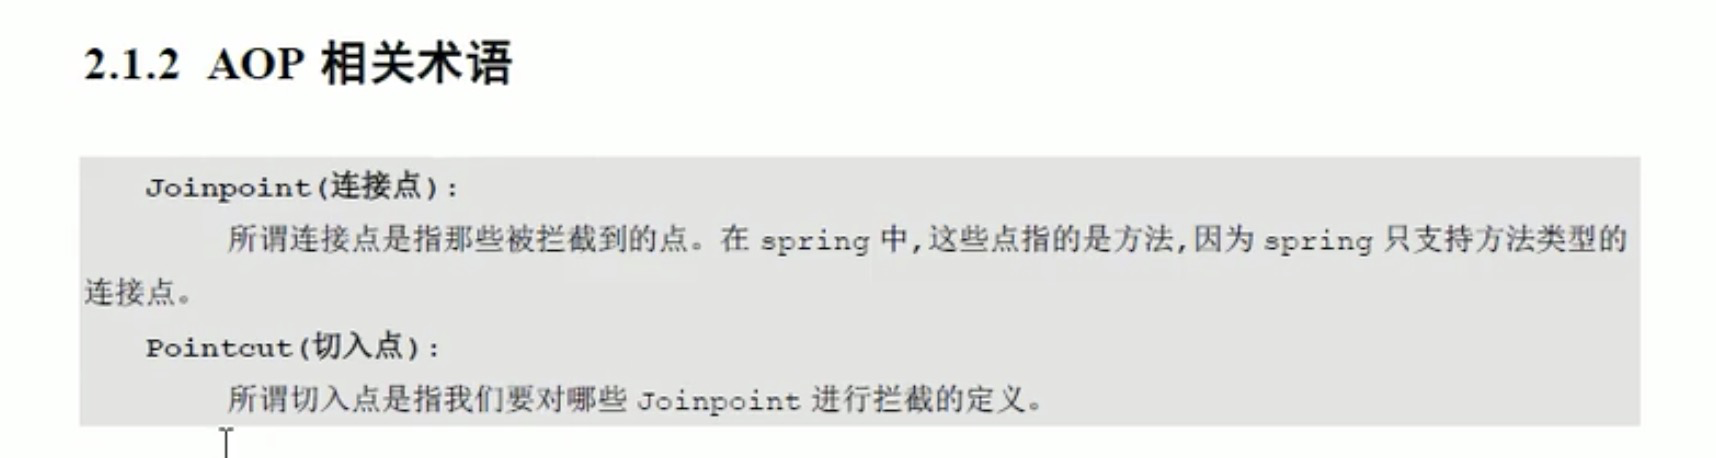 2.1.2 AOP 相关术语
Joinpoint(连接点):
所谓连接点是指那些被拦截到的点。在 spring 中,这些点指的是方法,因为 spring 只支持方法类型的
连接点。
Pointcut(切入点):
所谓切入点是指我们要对哪些 Joinpoint 进行拦截的定义。